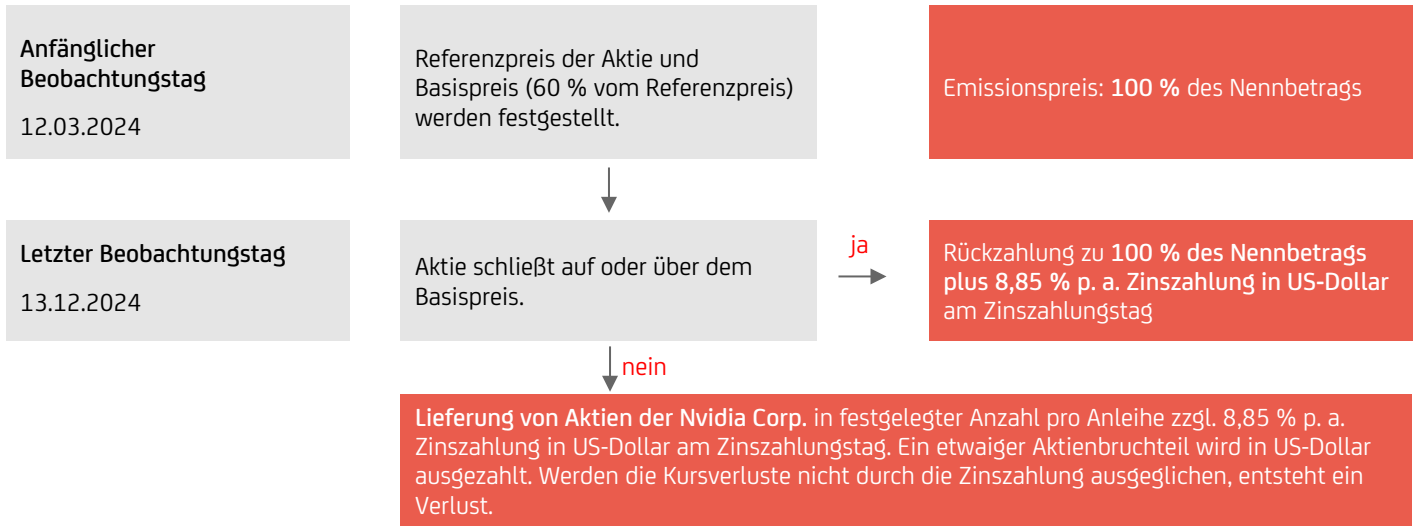 Anfänglicher
Beobachtungstag
12.03.2024
Referenzpreis der Aktie und
Basispreis (60 % vom Referenzpreis)
werden festgestellt.
Emissionspreis: 100 % des Nennbetrags
Letzter Beobachtungstag
13.12.2024
Aktie schließt auf oder über dem
Basispreis.
ja
Rückzahlung zu 100 % des Nennbetrags
plus 8,85 % p. a. Zinszahlung in US-Dollar
am Zinszahlungstag
nein
Lieferung von Aktien der Nvidia Corp. in festgelegter Anzahl pro Anleihe zzgl. 8,85 % p. a.
Zinszahlung in US-Dollar am Zinszahlungstag. Ein etwaiger Aktienbruchteil wird in US-Dollar
ausgezahlt. Werden die Kursverluste nicht durch die Zinszahlung ausgeglichen, entsteht ein
Verlust.